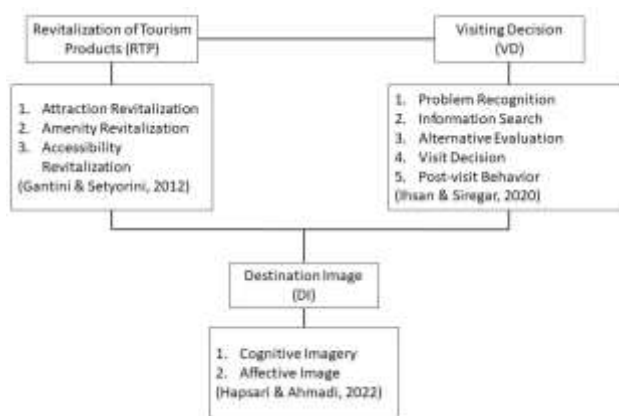 Revitalization of Tourism
Products (RTP)
Visiting Decision
(VD)
1. Attraction Revitalization
2. Amenity Revitalization
3. Accessibility
Revitalization
(Gantini & Setyorini, 2012)
1. Problem Recognition
2. Information Search
3. Alternative Evaluation
4. Visit Decision
5. Post-visit Behavior
(Ihsan & Siregar, 2020)
Destination Image
(DI)
1. Cognitive Imagery
2. Affective Image
(Hapsari & Ahmadi, 2022)